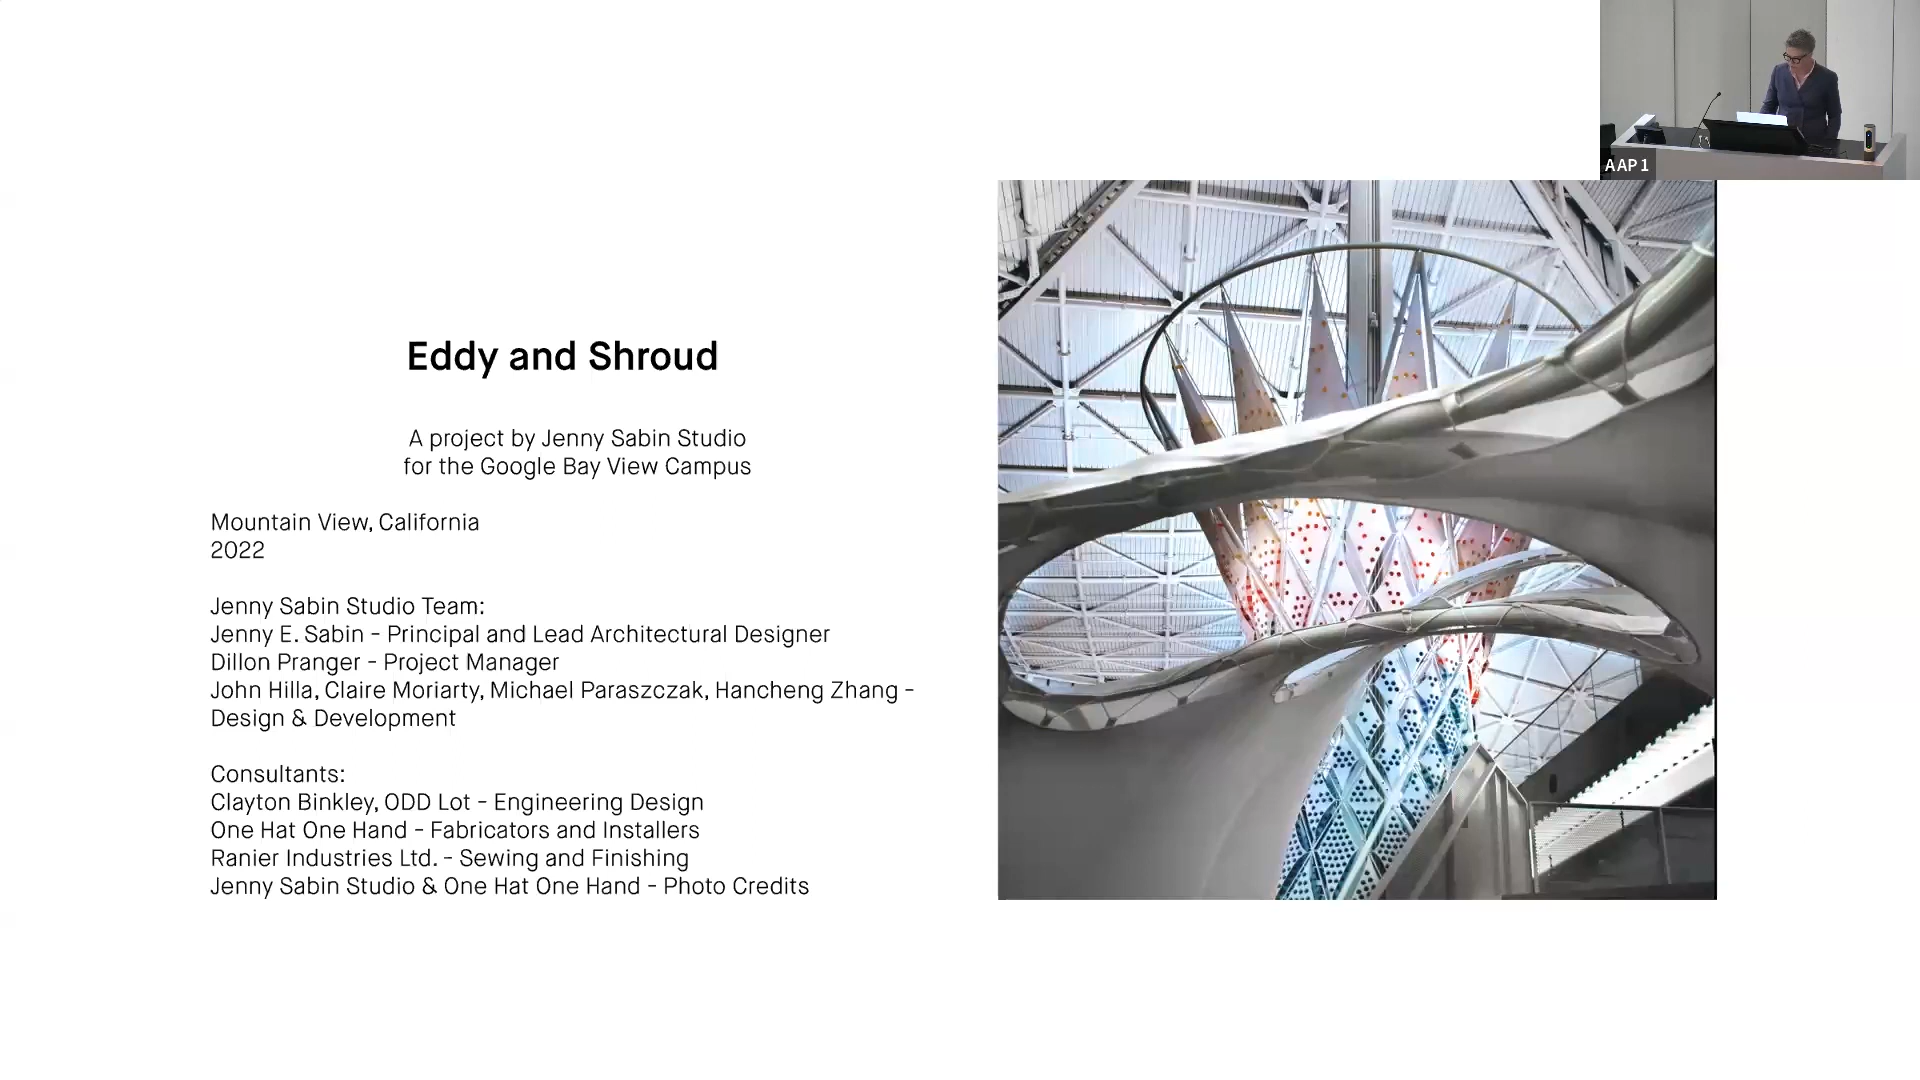 AAP 1
Eddy and Shroud
A project by Jenny Sabin Studio
for the Google Bay View Campus
Mountain View, California
2022
Jenny Sabin Studio Team:
Jenny E. Sabin - Principal and Lead Architectural Designer
Dillon Pranger - Project Manager
John Hilla, Claire Moriarty, Michael Paraszczak, Hancheng Zhang -
Design & Development
Consultants:
Clayton Binkley, ODD Lot - Engineering Design
One Hat One Hand - Fabricators and Installers
Ranier Industries Ltd. - Sewing and Finishing
Jenny Sabin Studio & One Hat One Hand - Photo Credits